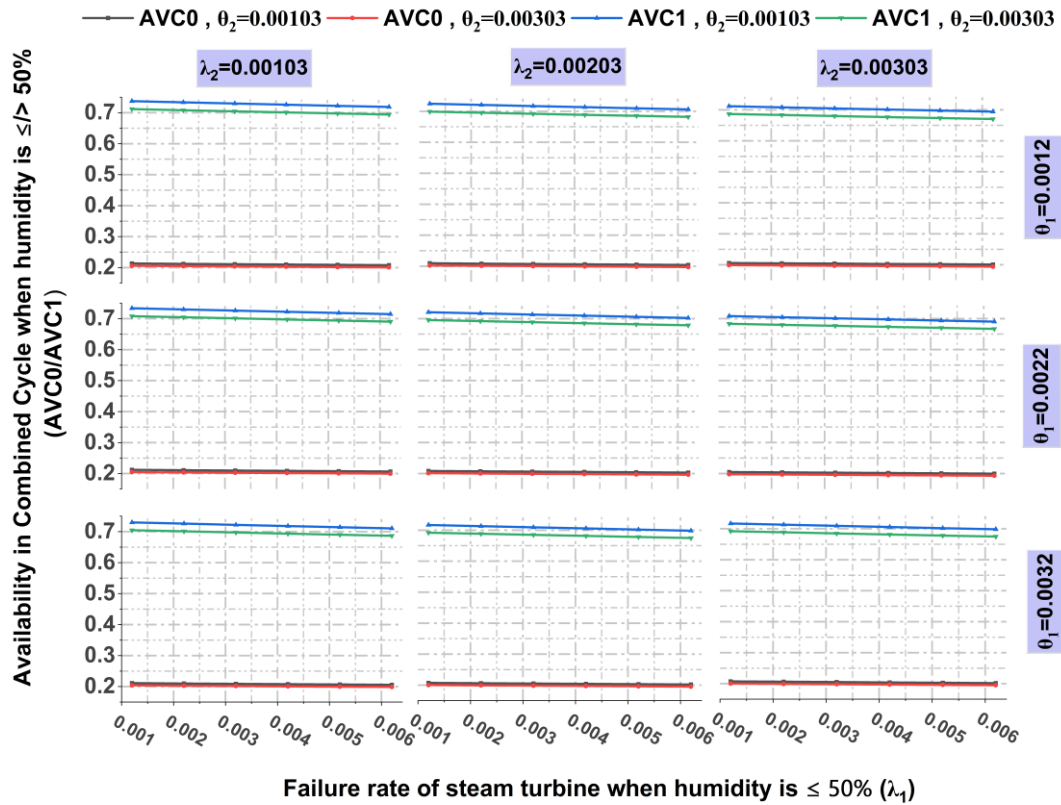 AVC0 , θ₂=0.00103 AVC0 , θ₂=0.00303 AVC1 , θ₂=0.00103 AVC1 , θ₂=0.00303
λ₂=0.00103 λ₂=0.00203 λ₂=0.00303
Availability in Combined Cycle when humidity is ≤/> 50%
(AVC0/AVC1)
0.7
0.6
0.5
0.4
0.3
0.2
θ₁=0.0012
0.7
0.6
0.5
0.4
0.3
0.2
θ₁=0.0022
0.7
0.6
0.5
0.4
0.3
0.2
θ₁=0.0032
0.001 0.002 0.003 0.004 0.005 0.006 0.001 0.002 0.003 0.004 0.005 0.006 0.001 0.002 0.003 0.004 0.005 0.006
Failure rate of steam turbine when humidity is ≤ 50% (λ₁)